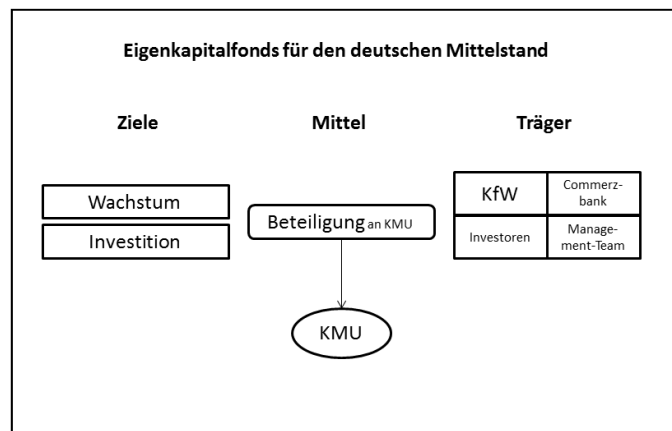 Eigenkapitalfonds für den deutschen Mittelstand
Ziele
Mittel
Träger
Wachstum
Investition
Beteiligung an KMU
KMU
KfW
Commerz-
bank
Investoren
Manage-
ment-Team